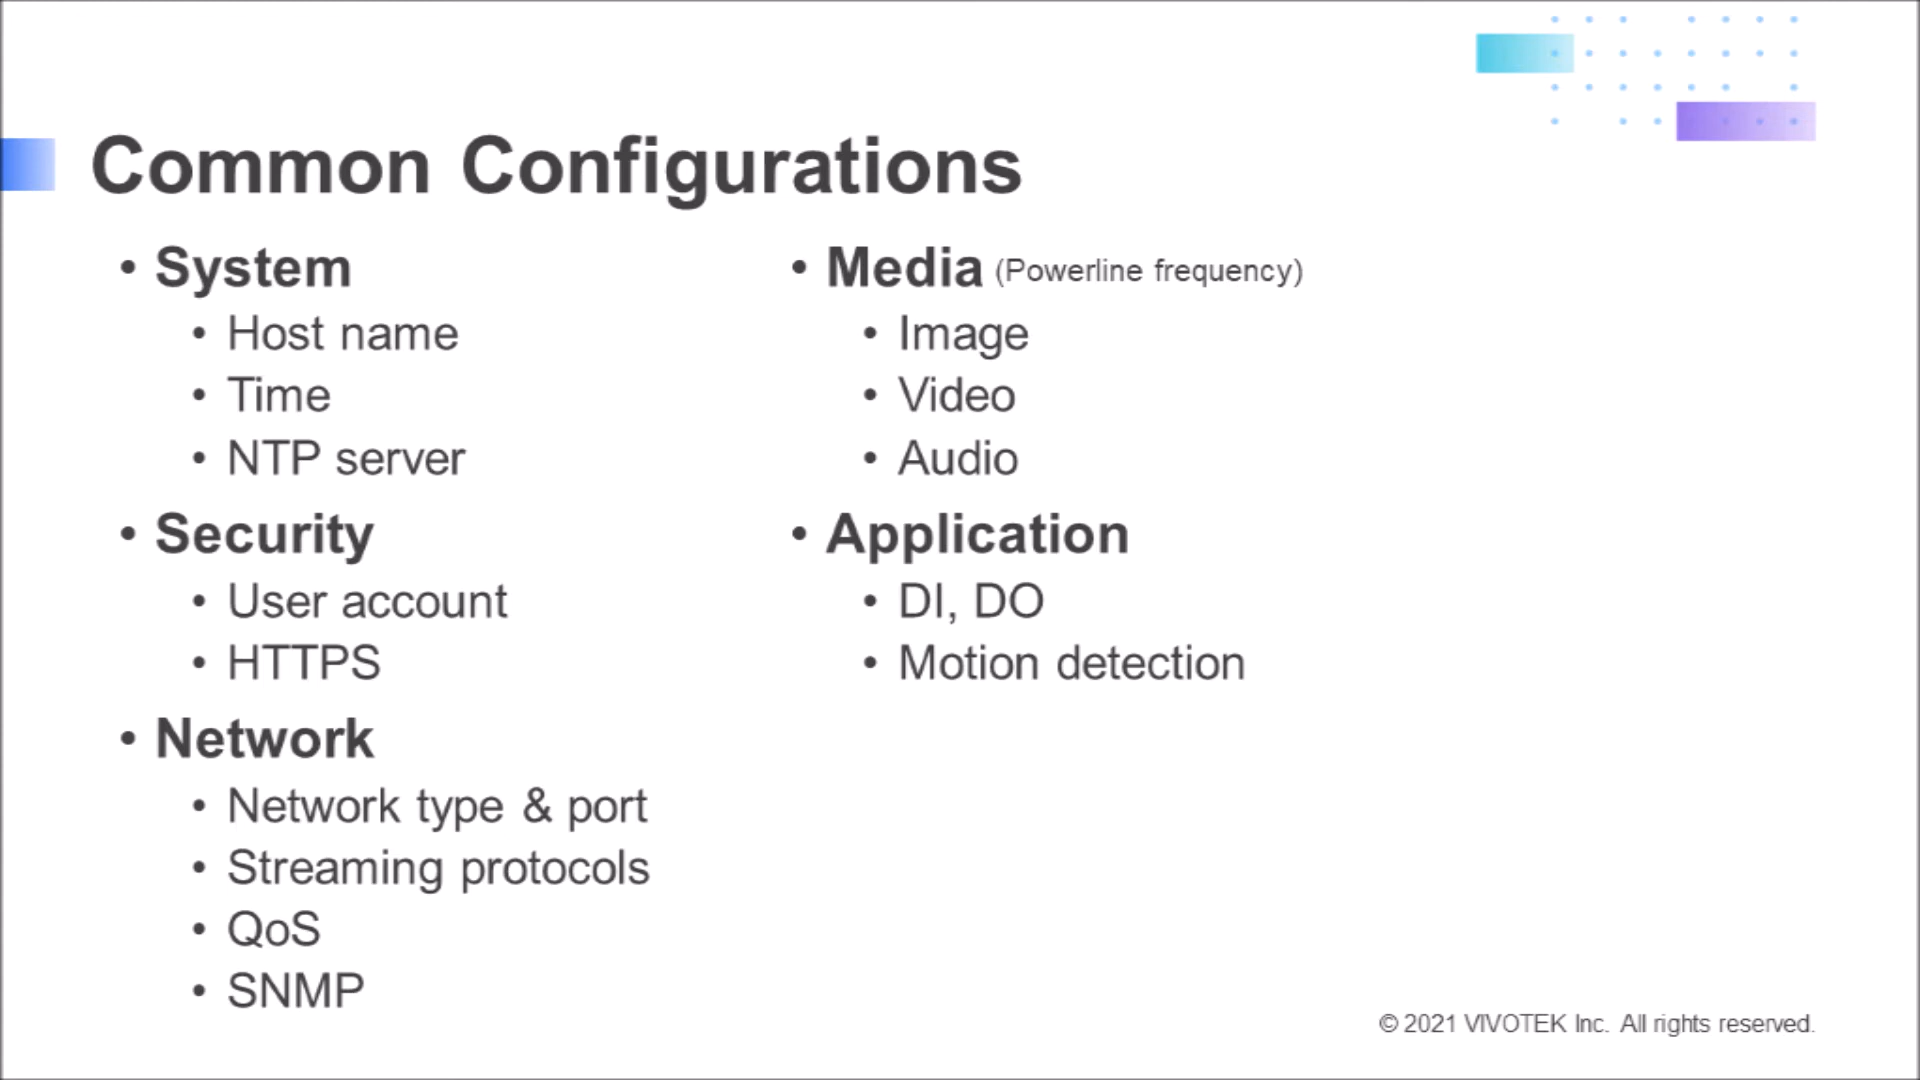 Common Configurations
• System
• Host name
• Time
• NTP server
• Security
• User account
• HTTPS
• Network
• Network type & port
• Streaming protocols
• QoS
• SNMP
• Media (Powerline frequency)
• Image
• Video
• Audio
• Application
• DI, DO
• Motion detection
© 2021 VIVOTEK Inc. All rights reserved.